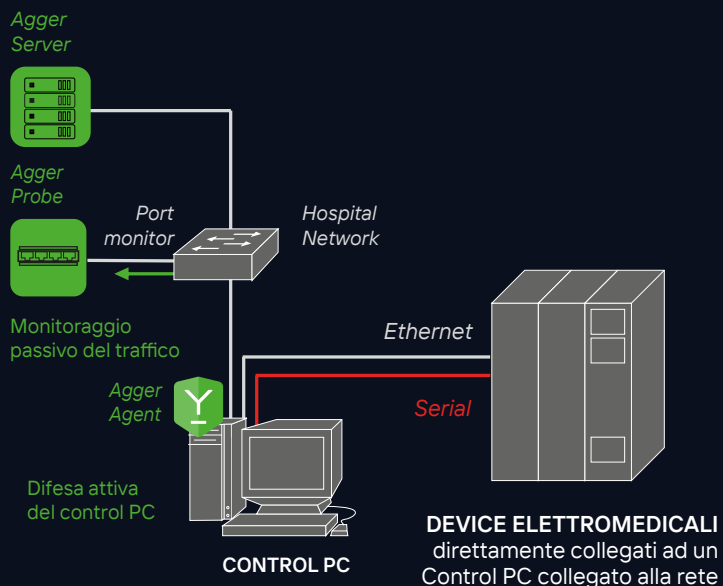 Agger
Server
Agger
Probe
Port
monitor
Hospital
Network
Monitoraggio
passivo del traffico
Ethernet
Agger
Agent
Serial
Difesa attiva
del control PC
CONTROL PC
DEVICE ELETTROMEDICALI
direttamente collegati ad un
Control PC collegato alla rete